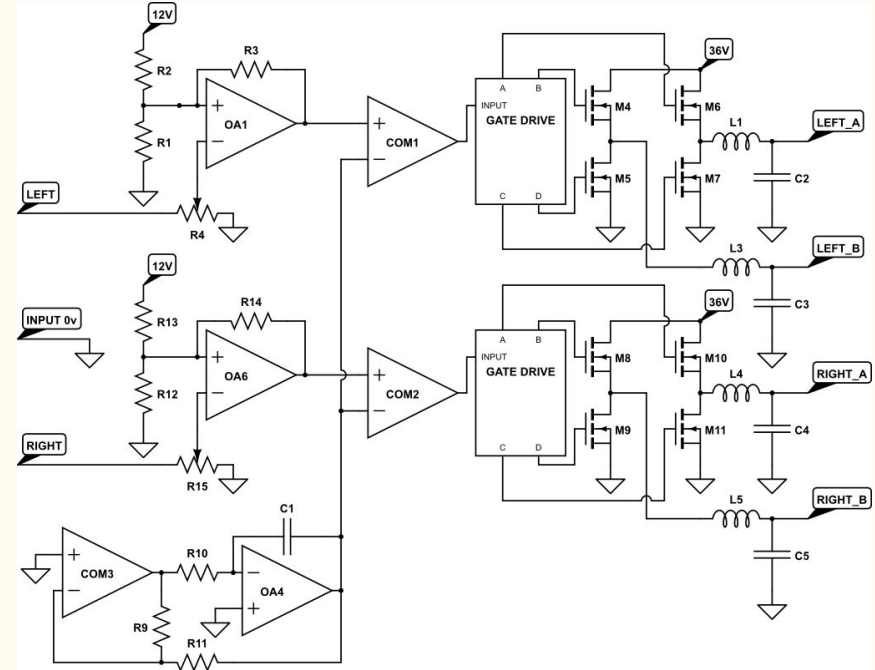 12V
R2
R3
+
OA1
−
R1
LEFT
R4
+
COM1
−
A
B
INPUT
GATE DRIVE
C
D
M4
M5
36V
M6
M7
L1
LEFT_A
C2
L3
LEFT_B
C3
12V
INPUT 0v
R13
R14
+
OA6
−
R12
RIGHT
R15
+
COM2
−
A
B
INPUT
GATE DRIVE
C
D
M8
M9
36V
M10
M11
L4
RIGHT_A
C4
L5
RIGHT_B
C5
C1
+
COM3
−
R10
−
OA4
+
R9
R11